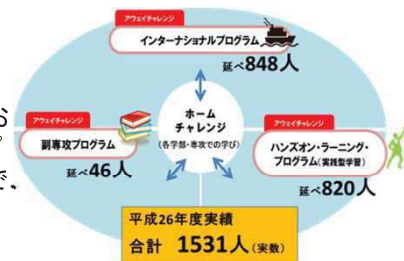 アウェイチャレンジ
インターナショナルプログラム
延べ848人
アウェイチャレンジ
副専攻プログラム
延べ46人
ホーム
チャレンジ
(各学部・専攻での学び)
アウェイチャレンジ
ハンズオン・ラーニング・
プログラム(実践型学習)
延べ820人
平成26年度実績
合計 1531人(実数)